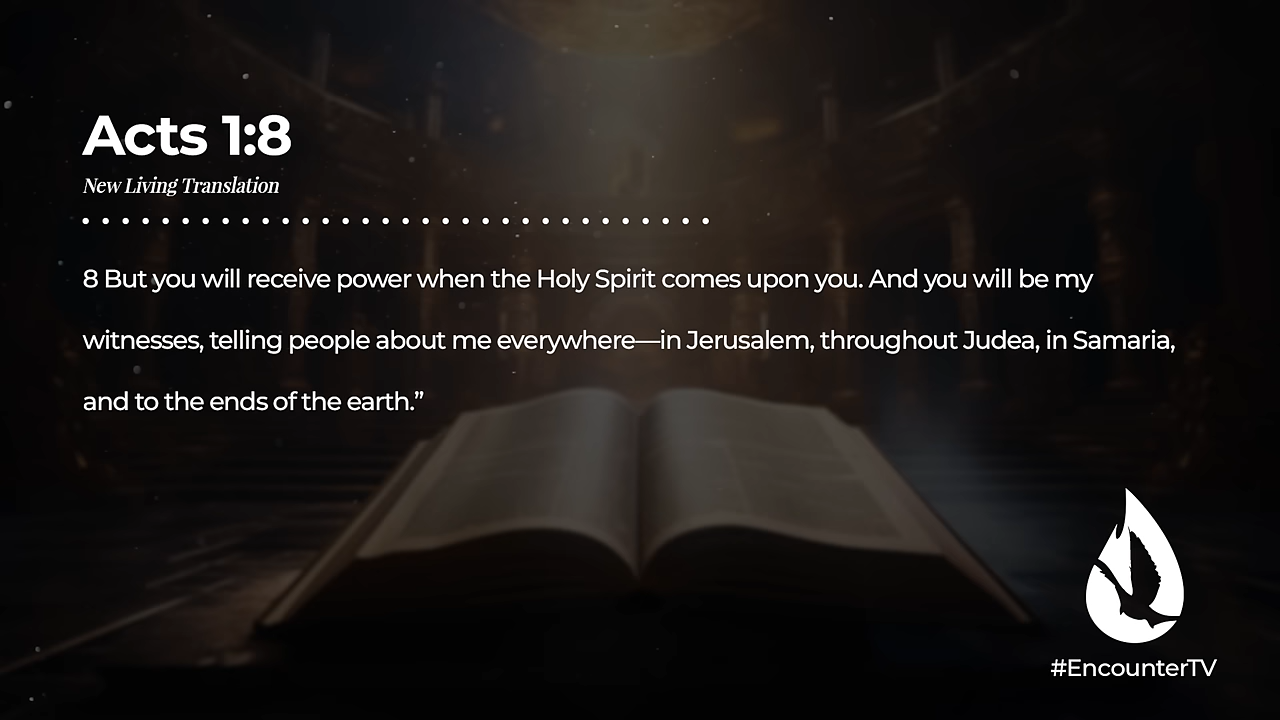 Acts 1:8
New Living Translation
8 But you will receive power when the Holy Spirit comes upon you. And you will be my
witnesses, telling people about me everywhere—in Jerusalem, throughout Judea, in Samaria,
and to the ends of the earth.”
#EncounterTV